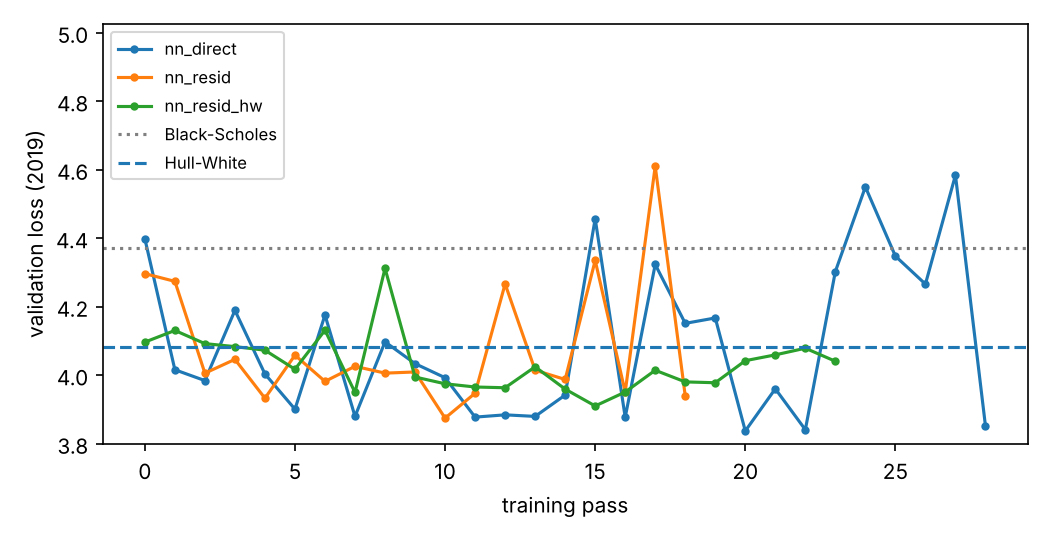 5.0
4.8
4.6
4.4
4.2
4.0
3.8
validation loss (2019)
nn_direct
nn_resid
nn_resid_hw
Black-Scholes
Hull-White
0
5
10
15
20
25
training pass